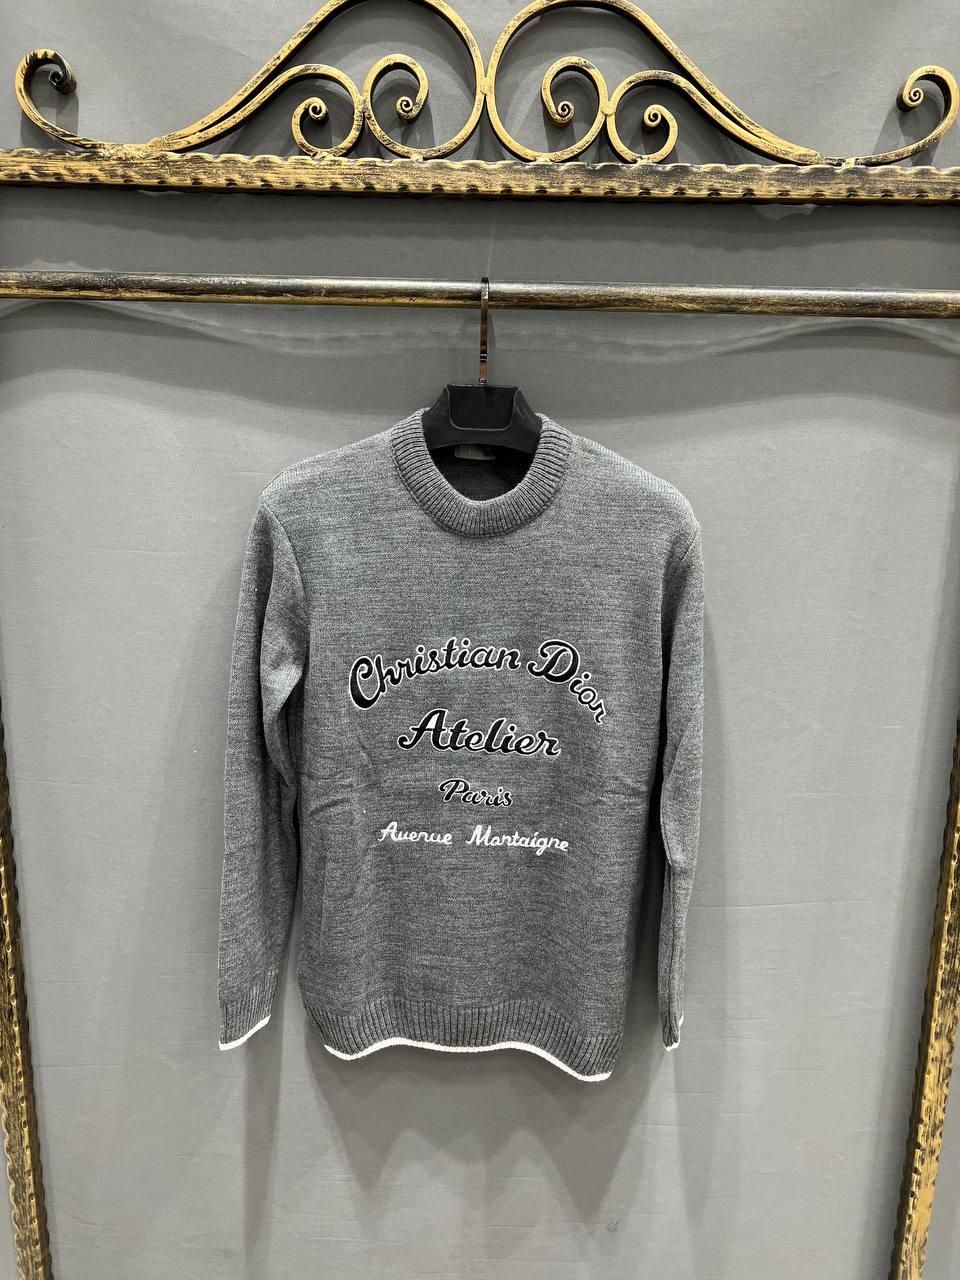 Christian Dior
Atelier
Paris
Avenue Montaigne